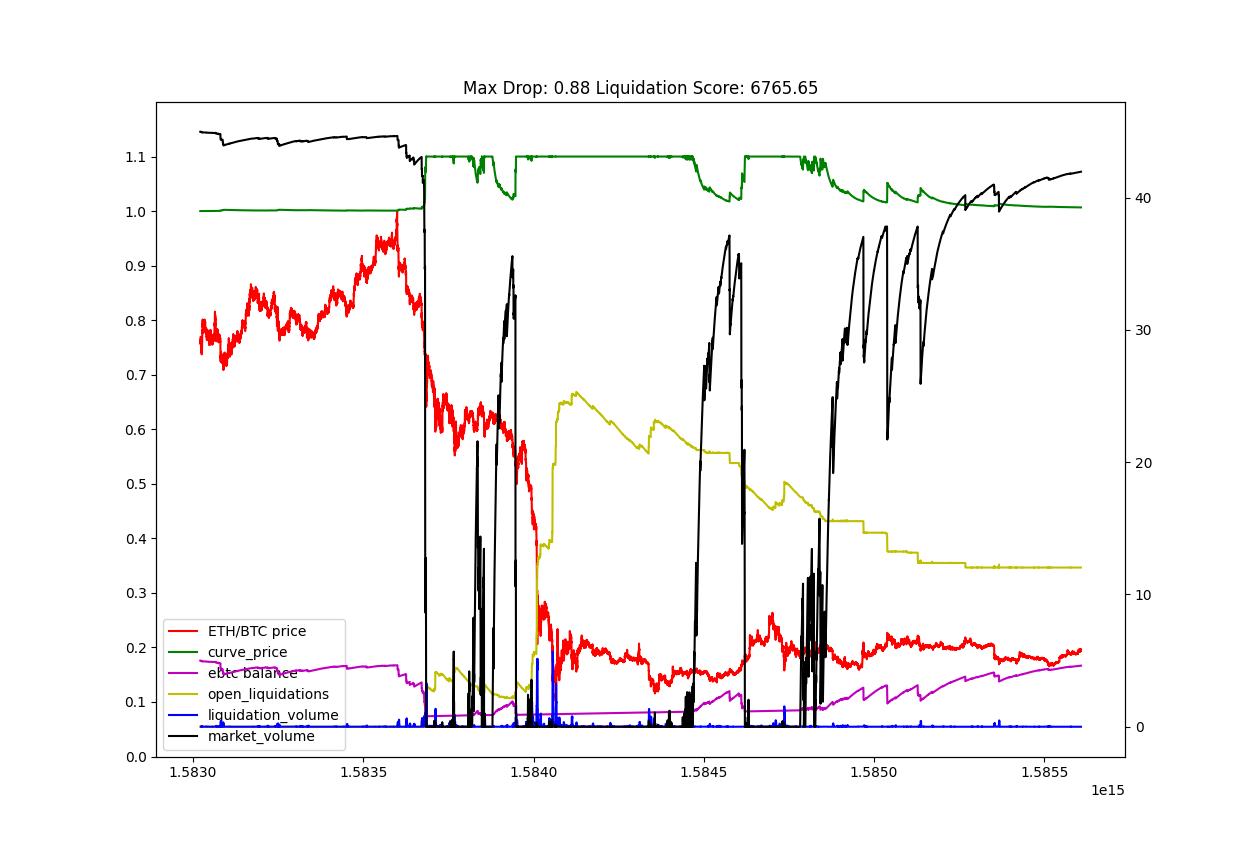 Max Drop: 0.88 Liquidation Score: 6765.65
1.1
1.0
0.9
0.8
0.7
0.6
0.5
0.4
0.3
0.2
0.1
0.0
40
30
20
10
0
ETH/BTC price
curve_price
ebtc balance
open_liquidations
liquidation_volume
market_volume
1.5830 1.5835 1.5840 1.5845 1.5850 1.5855
1e15